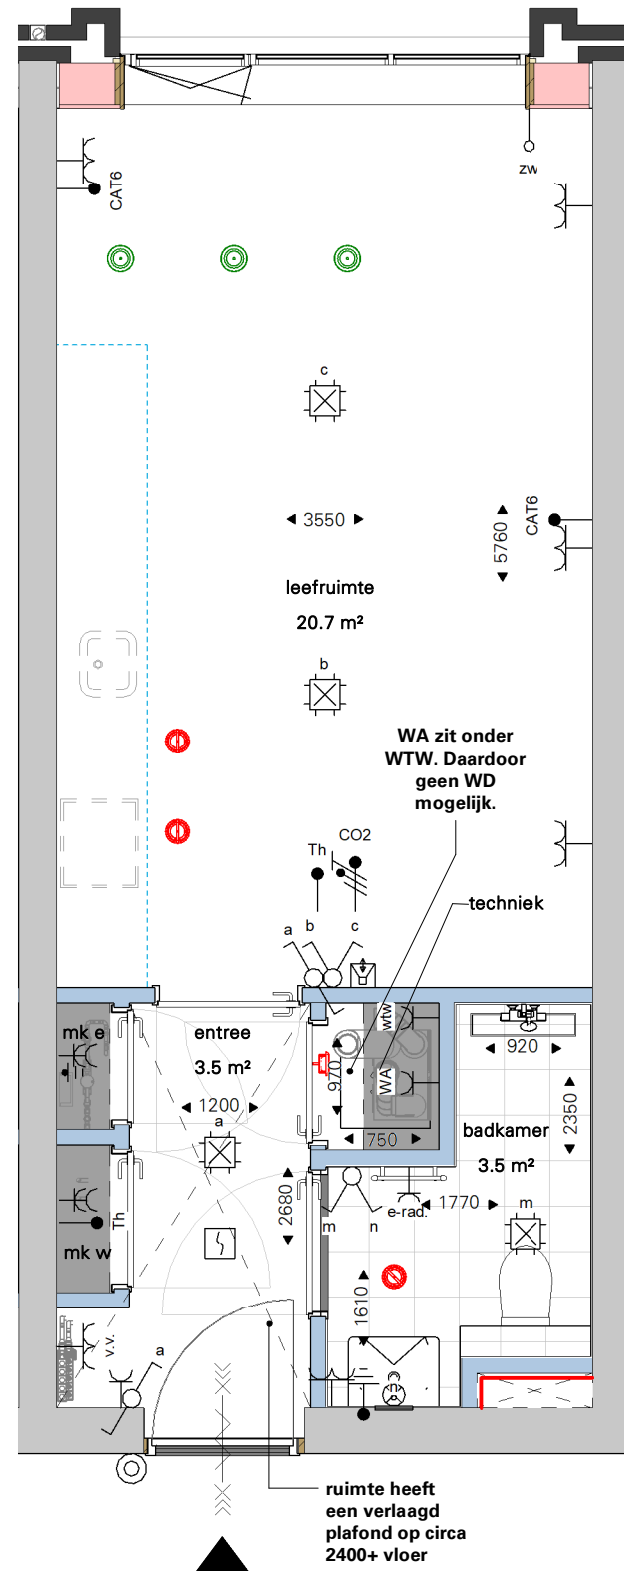 zw
CAT6
c
3550
CAT6
5760
leefruimte
20.7 m²
b
WA zit onder
WTW. Daardoor
geen WD
mogelijk.
Th
CO2
techniek
a
b
c
mk e
entree
3.5 m²
wtw
970
WA
920
1200
a
750
2350
badkamer
3.5 m²
Th
2680
m
n
e-rad.
1770
m
mk w
1610
v.v.
a
n
ruimte heeft
een verlaagd
plafond op circa
2400+ vloer